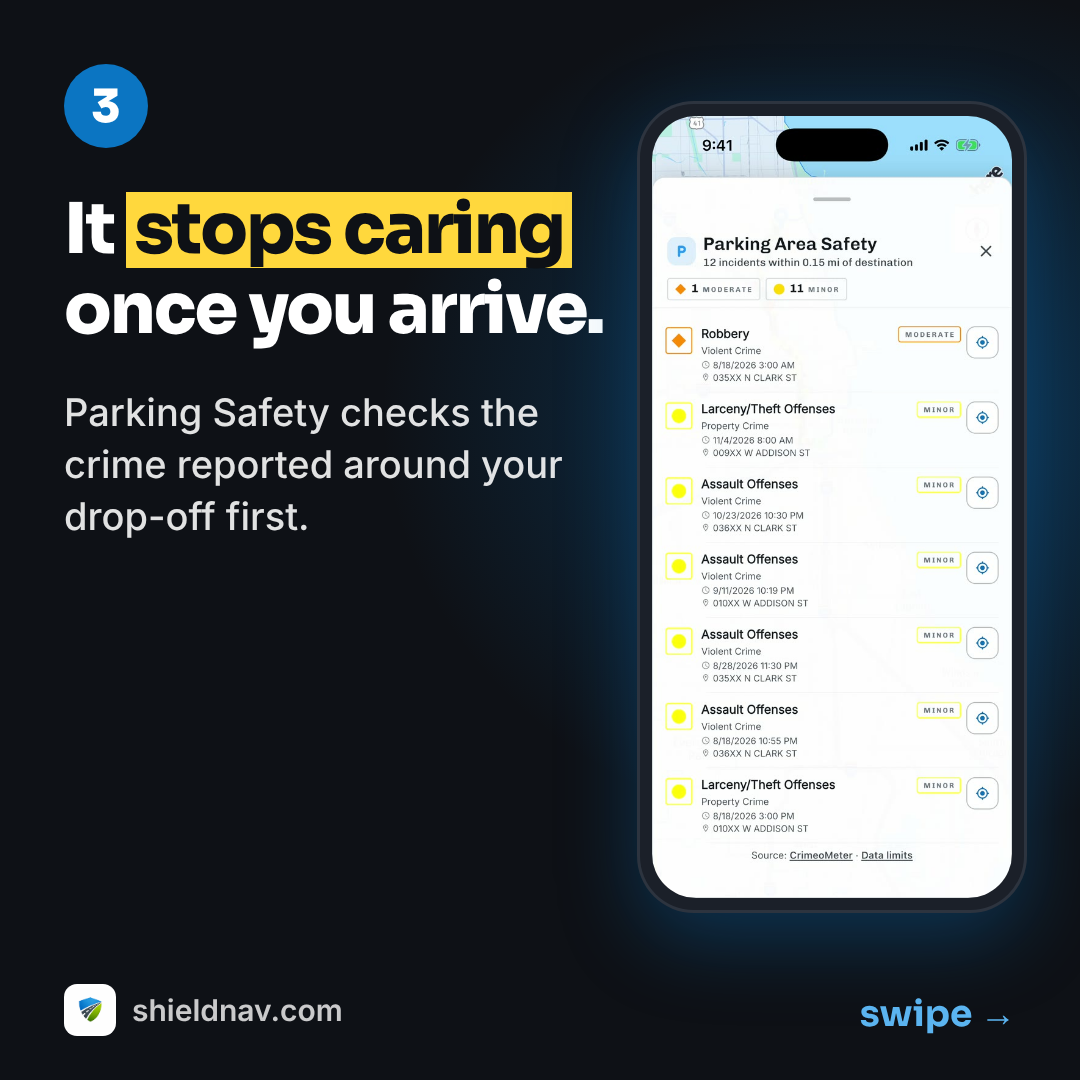 3
It stops caring
once you arrive.
Parking Safety checks the
crime reported around your
drop-off first.
41
9:41
P
Parking Area Safety
12 incidents within 0.15 mi of destination
1 MODERATE
11 MINOR
Robbery
MODERATE
Violent Crime
8/18/2026 3:00 AM
035XX N CLARK ST
Larceny/Theft Offenses
MINOR
Property Crime
11/4/2026 8:00 AM
009XX W ADDISON ST
Assault Offenses
MINOR
Violent Crime
10/23/2026 10:30 PM
036XX N CLARK ST
Assault Offenses
MINOR
Violent Crime
9/11/2026 10:19 PM
010XX W ADDISON ST
Assault Offenses
MINOR
Violent Crime
8/28/2026 11:30 PM
035XX N CLARK ST
Assault Offenses
MINOR
Violent Crime
8/18/2026 10:55 PM
036XX N CLARK ST
Larceny/Theft Offenses
MINOR
Property Crime
8/18/2026 3:00 PM
010XX W ADDISON ST
Source: CrimeoMeter · Data limits
shieldnav.com
swipe →